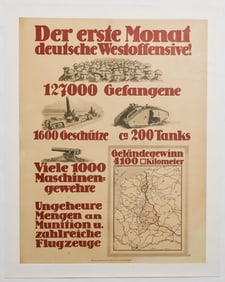 Der erste Monat
deutsche Westoffensive!
127000 Gefangene
1600 Geschütze ca 200 Tanks
Viele 1000
Maschinen-
gewehre
Ungeheure
Mengen an
Munition u.
zahlreiche
Flugzeuge
Geländegewinn
4100 □Kilometer